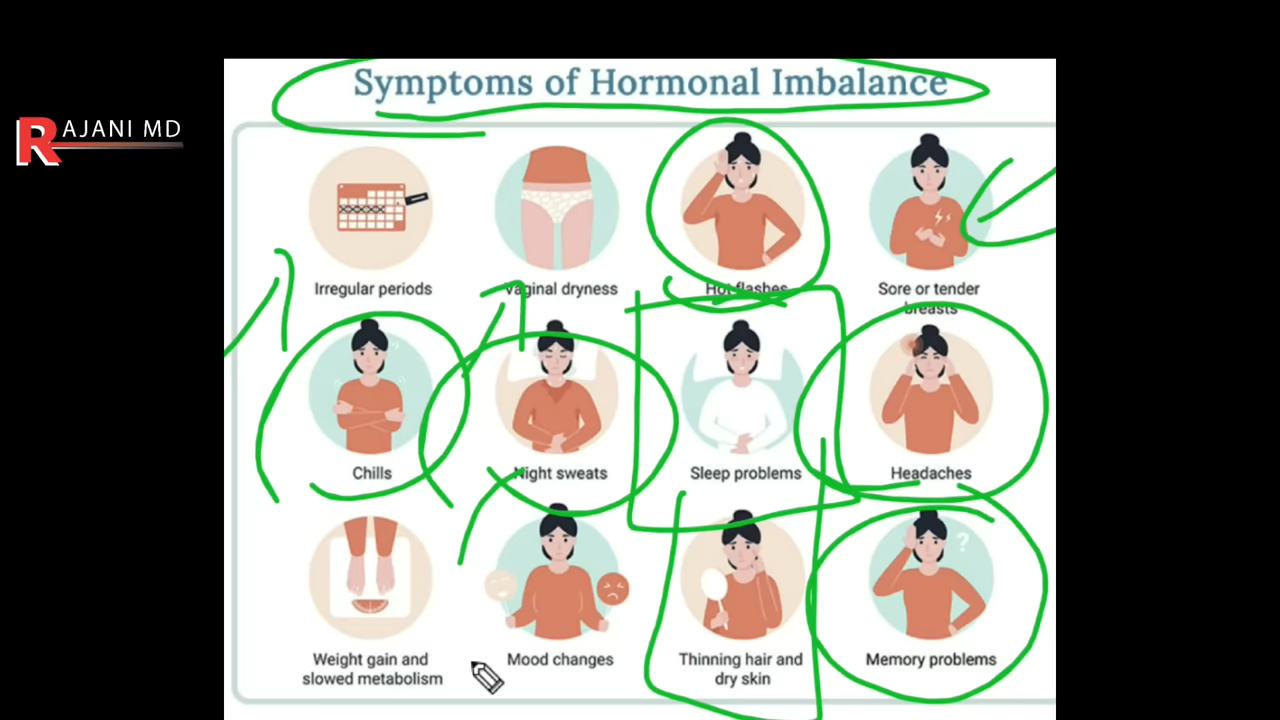 RAJANI MD
Symptoms of Hormonal Imbalance
Irregular periods
Vaginal dryness
Hot flashes
Sore or tender
breasts
Chills
Night sweats
Sleep problems
Headaches
?
Weight gain and
slowed metabolism
Mood changes
Thinning hair and
dry skin
Memory problems